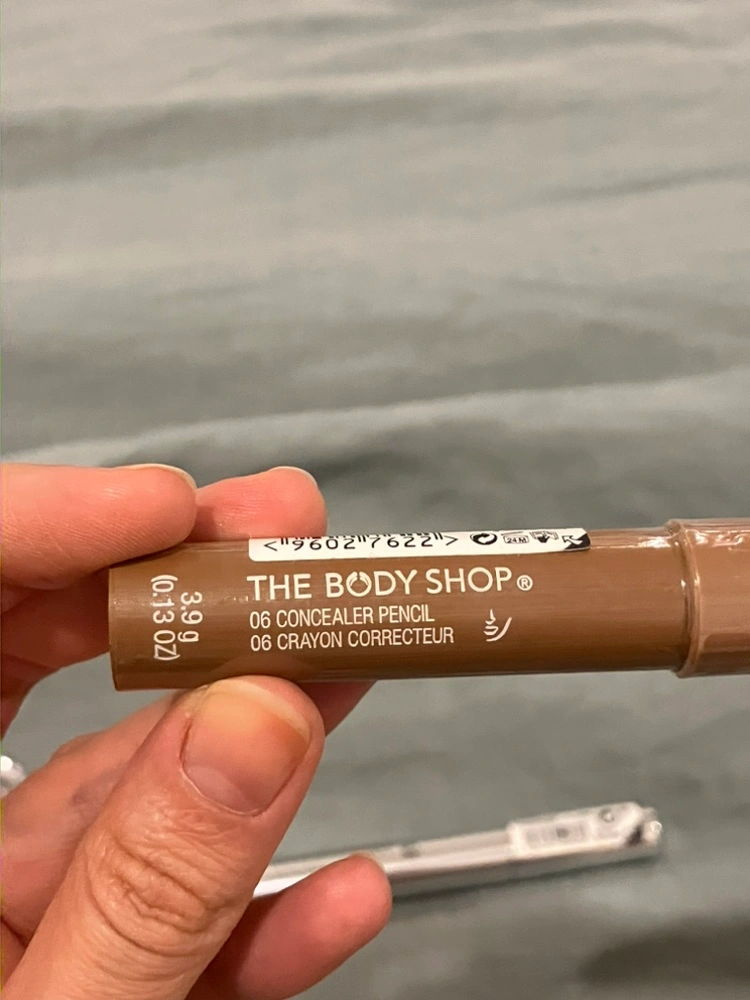 <"9602"7622">
24M
THE BODY SHOP®
06 CONCEALER PENCIL
06 CRAYON CORRECTEUR
3.9 g
(0.13 OZ)